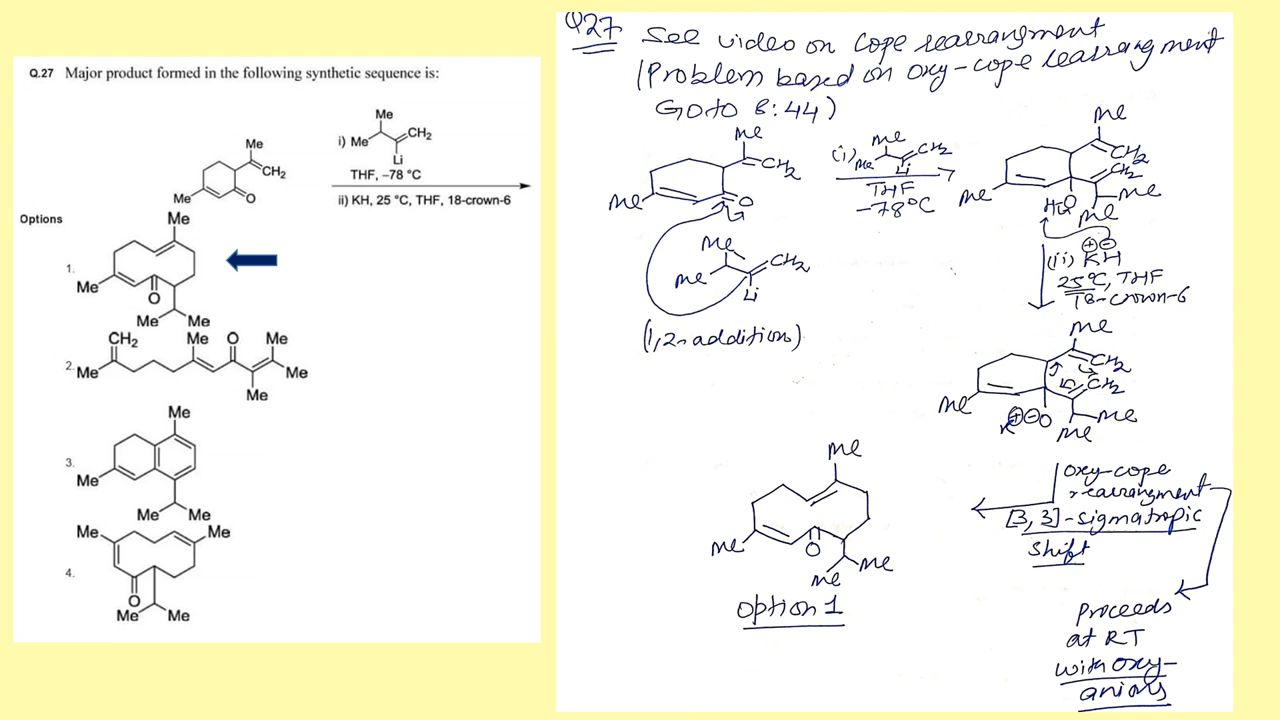 Q.27 Major product formed in the following synthetic sequence is:
Me
i) Me
CH₂
Li
THF, –78 °C
ii) KH, 25 °C, THF, 18-crown-6
Me
CH₂
Me
O
Options
1.
Me
Me
O
Me
Me
2.
CH₂
Me
Me
O
Me
Me
Me
3.
Me
Me
Me
Me
4.
Me
Me
O
Me
Me
Q27 See video on Cope rearrangment
(Problem based on oxy-cope rearrangment
Go to 8:44)
Me
CH₂
Me
O
(i) Me
Me
CH₂
Li
THF
-78°C
Me
CH₂
CH₂
Me
HO
Me
Me
Me
Me
CH₂
Li
(1,2-addition)
⊕ ⊖
(ii) KH
25°C, THF
18-crown-6
Me
CH₂
CH₂
Me
K⊕ ⊖O
Me
Me
oxy-cope
rearrangment
[3,3]-sigmatropic
shift
Me
Me
O
Me
Me
option 1
Proceeds
at RT
with oxy-
anions